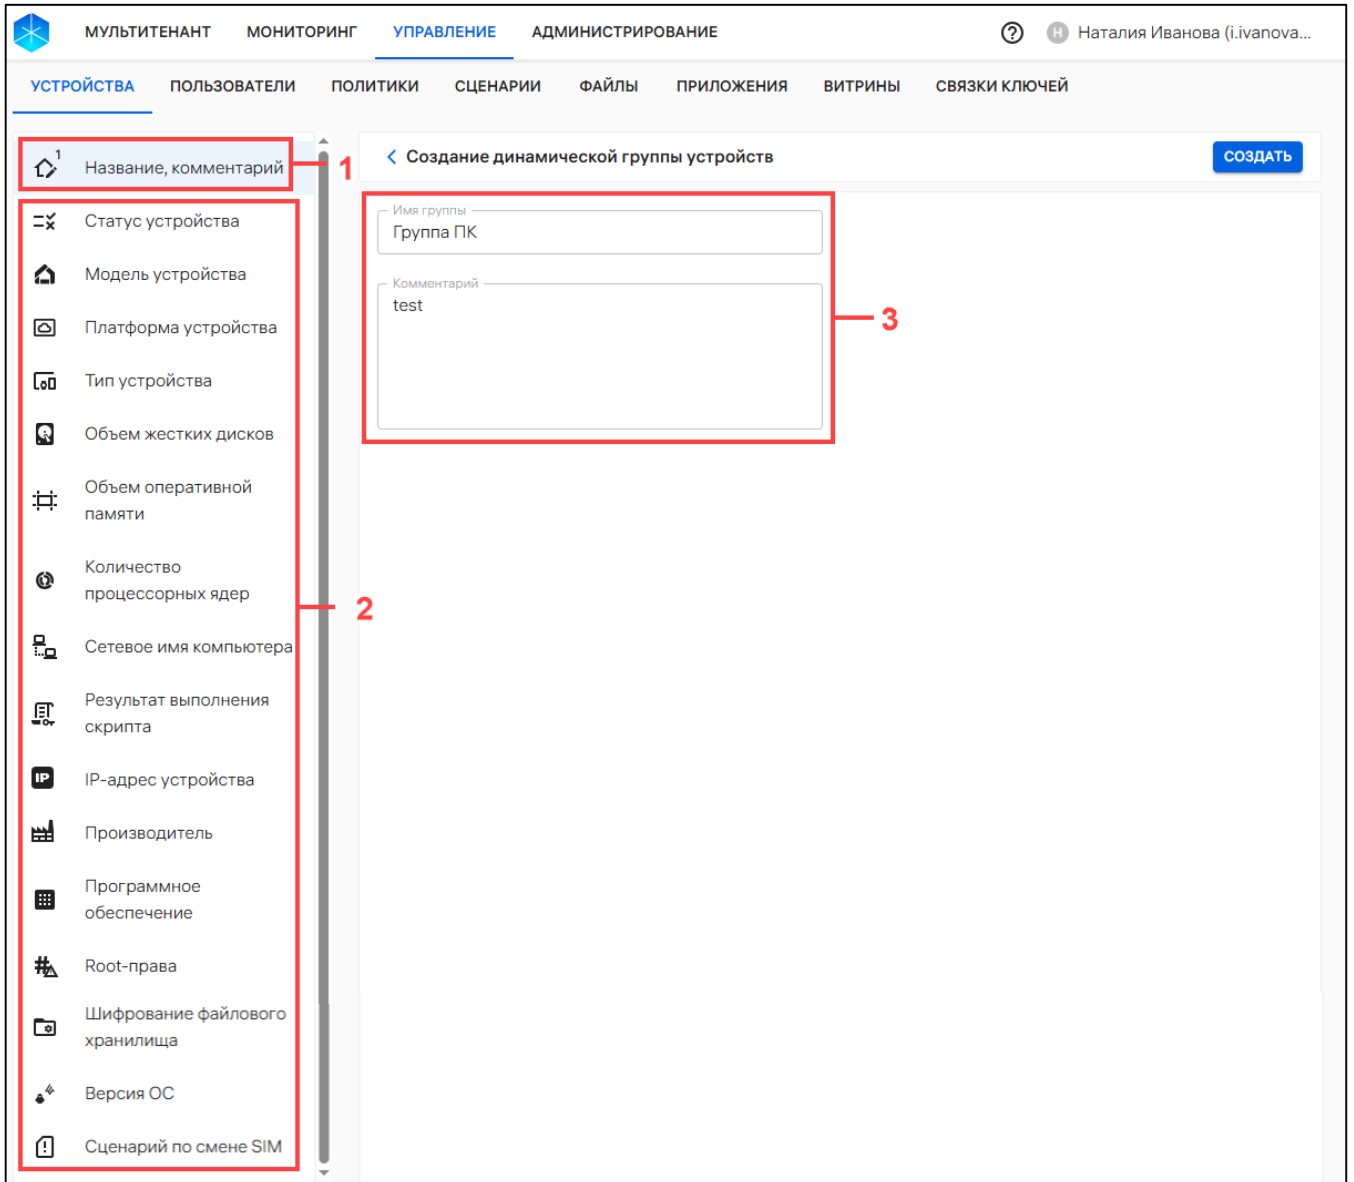 МУЛЬТИТЕНАНТ МОНИТОРИНГ УПРАВЛЕНИЕ АДМИНИСТРИРОВАНИЕ Н Наталия Иванова (i.ivanova...
УСТРОЙСТВА ПОЛЬЗОВАТЕЛИ ПОЛИТИКИ СЦЕНАРИИ ФАЙЛЫ ПРИЛОЖЕНИЯ ВИТРИНЫ СВЯЗКИ КЛЮЧЕЙ
1
Название, комментарий
1
Создание динамической группы устройств
СОЗДАТЬ
Имя группы
Группа ПК
Комментарий
test
3
Статус устройства
Модель устройства
Платформа устройства
Тип устройства
Объем жестких дисков
Объем оперативной
памяти
Количество
процессорных ядер
2
Сетевое имя компьютера
Результат выполнения
скрипта
IP
IP-адрес устройства
Производитель
Программное
обеспечение
Root-права
Шифрование файлового
хранилища
Версия ОС
Сценарий по смене SIM